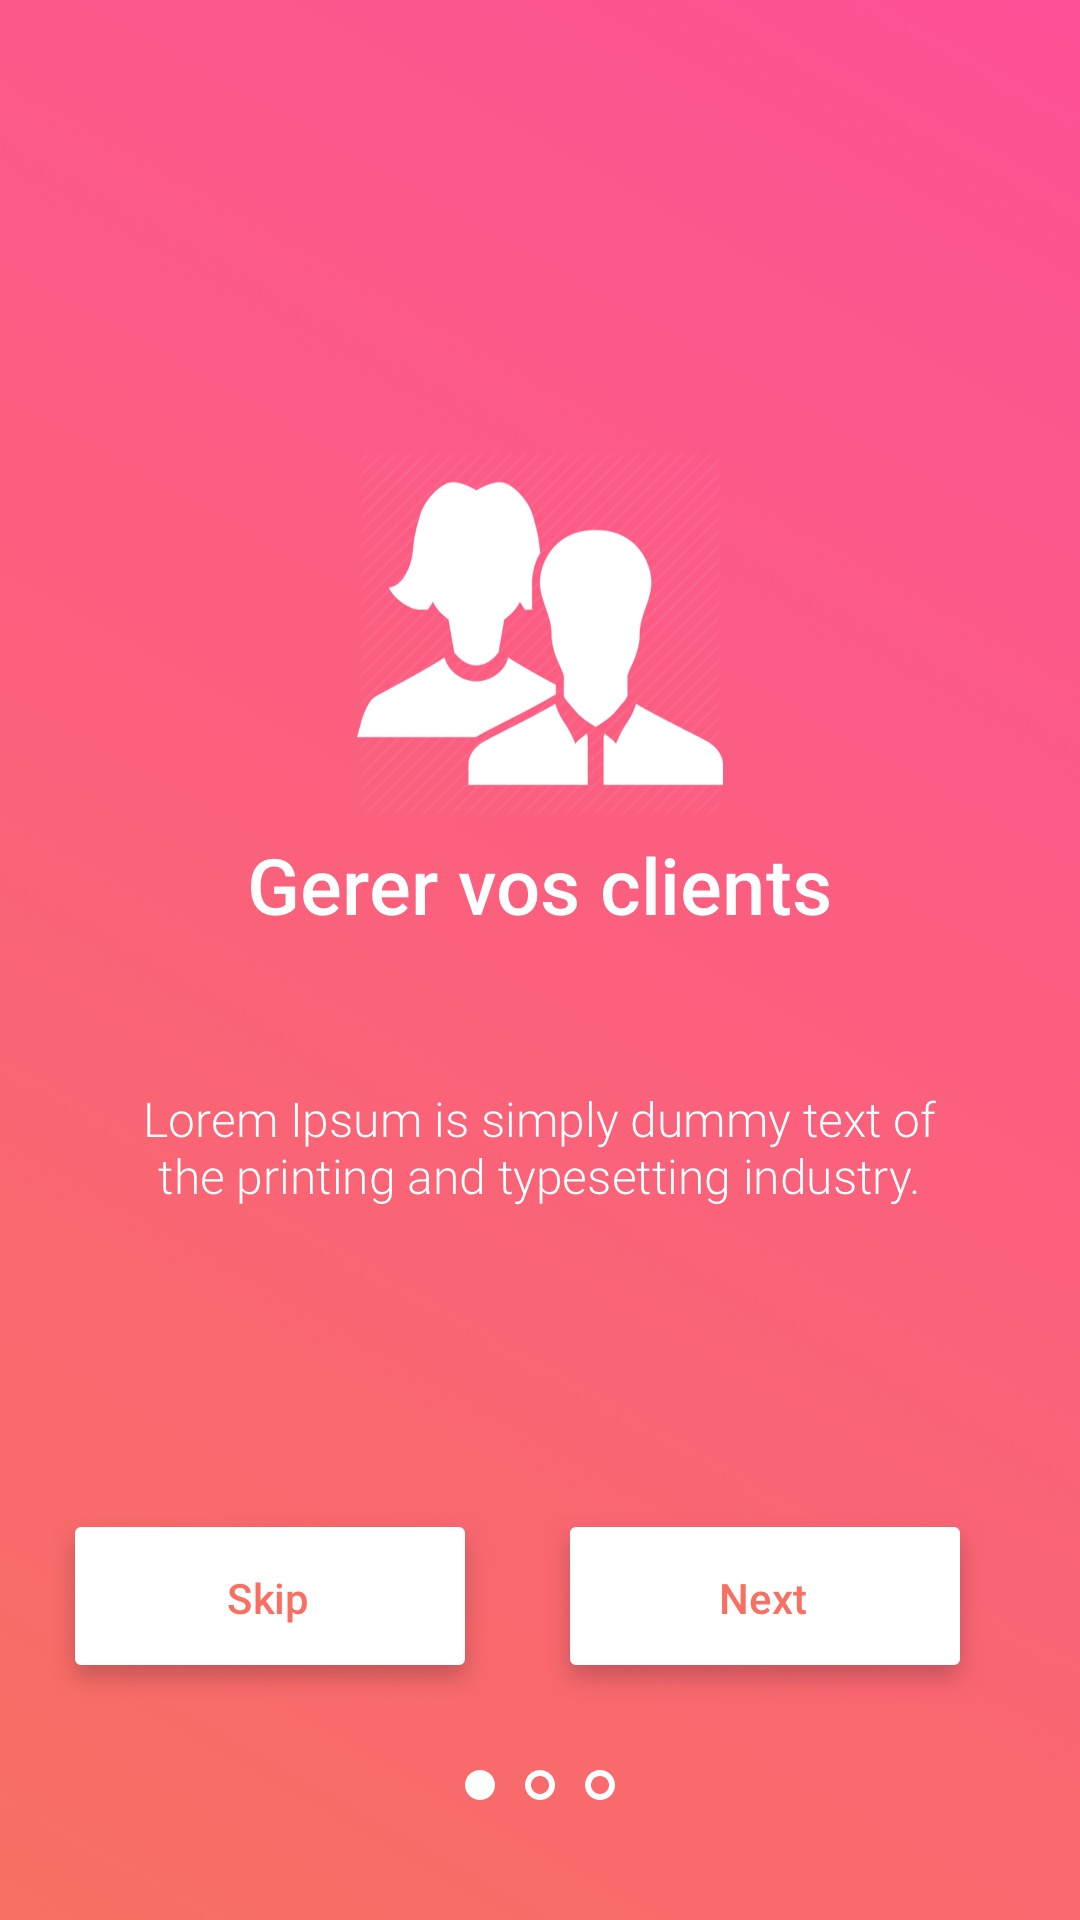 Gerer vos clients
Lorem Ipsum is simply dummy text of
the printing and typesetting industry.
Skip
Next